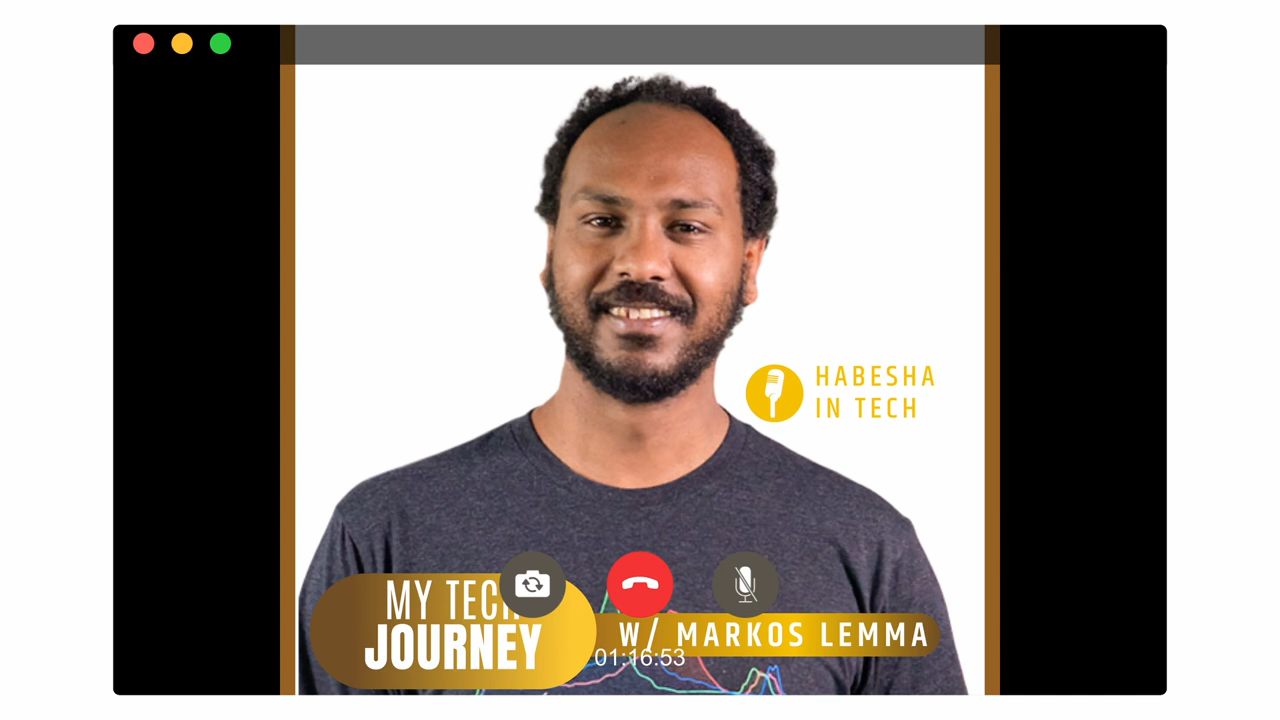 HABESHA
IN TECH
MY TECH
JOURNEY
W/ MARKOS LEMMA
01:16:53